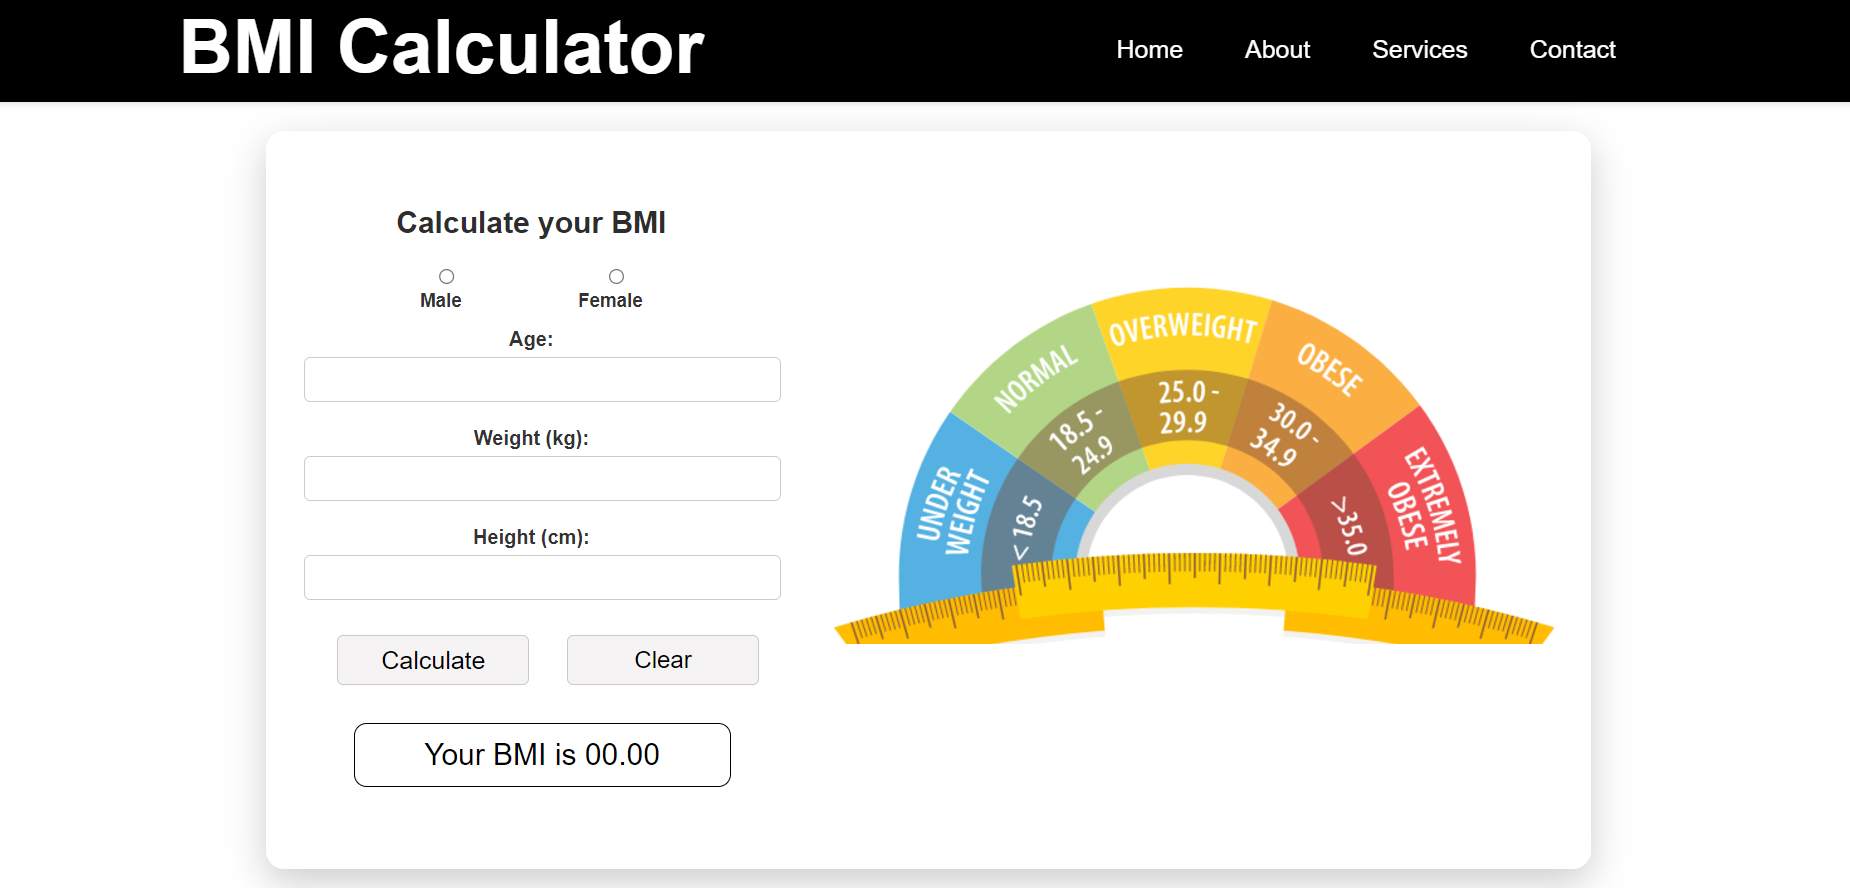 BMI Calculator
Home
About
Services
Contact
Calculate your BMI
Male
Female
Age:
Weight (kg):
Height (cm):
Calculate
Clear
Your BMI is 00.00
UNDER
WEIGHT
< 18.5
NORMAL
18.5 -
24.9
OVERWEIGHT
25.0 -
29.9
OBESE
30.0 -
34.9
EXTREMELY
OBESE
>35.0